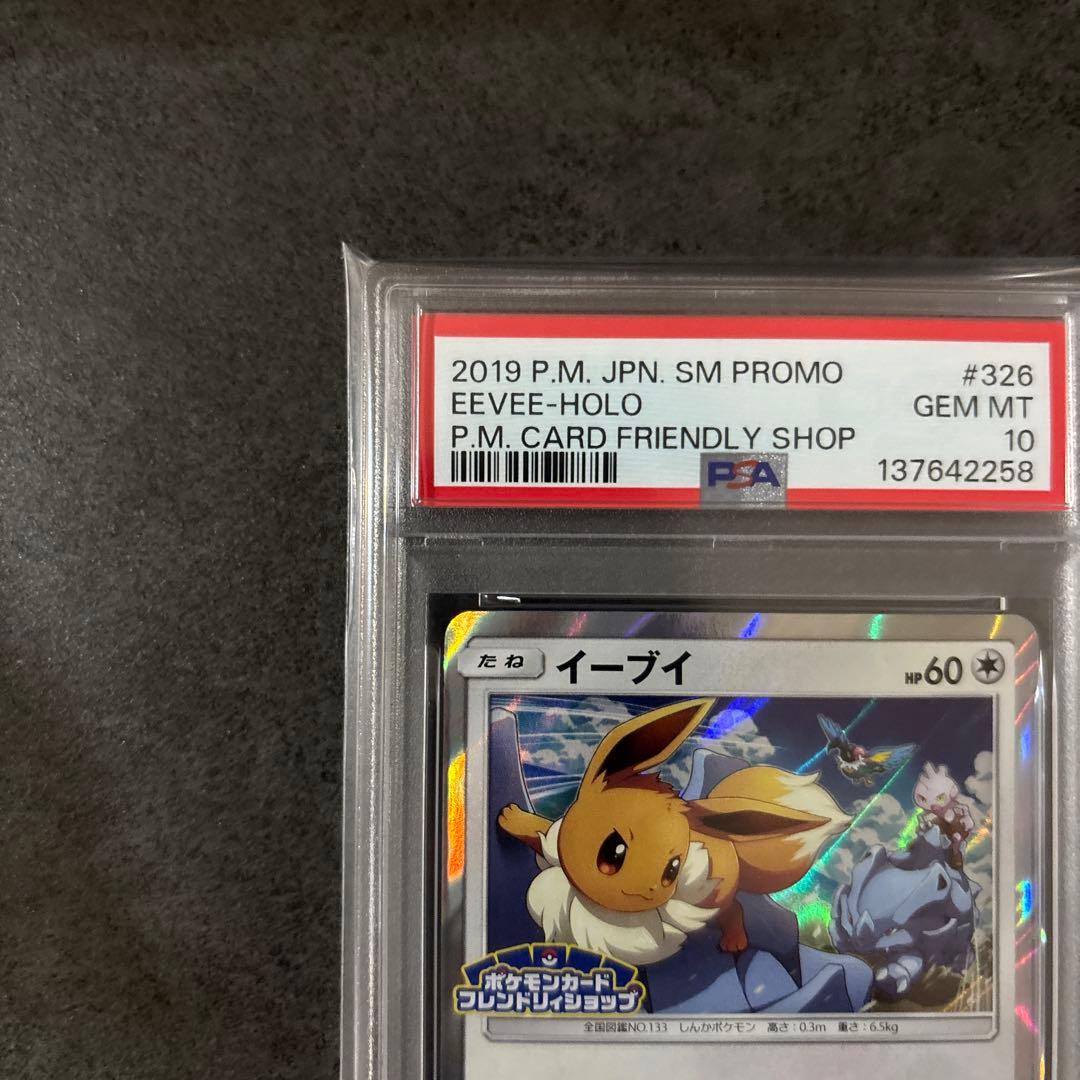 2019 P.M. JPN. SM PROMO #326
EEVEE-HOLO GEM MT
P.M. CARD FRIENDLY SHOP 10
PSA 137642258
たね イーブイ HP60
ポケモンカード
フレンドリィショップ
全国図鑑NO.133 しんかポケモン 高さ:0.3m 重さ:6.5kg